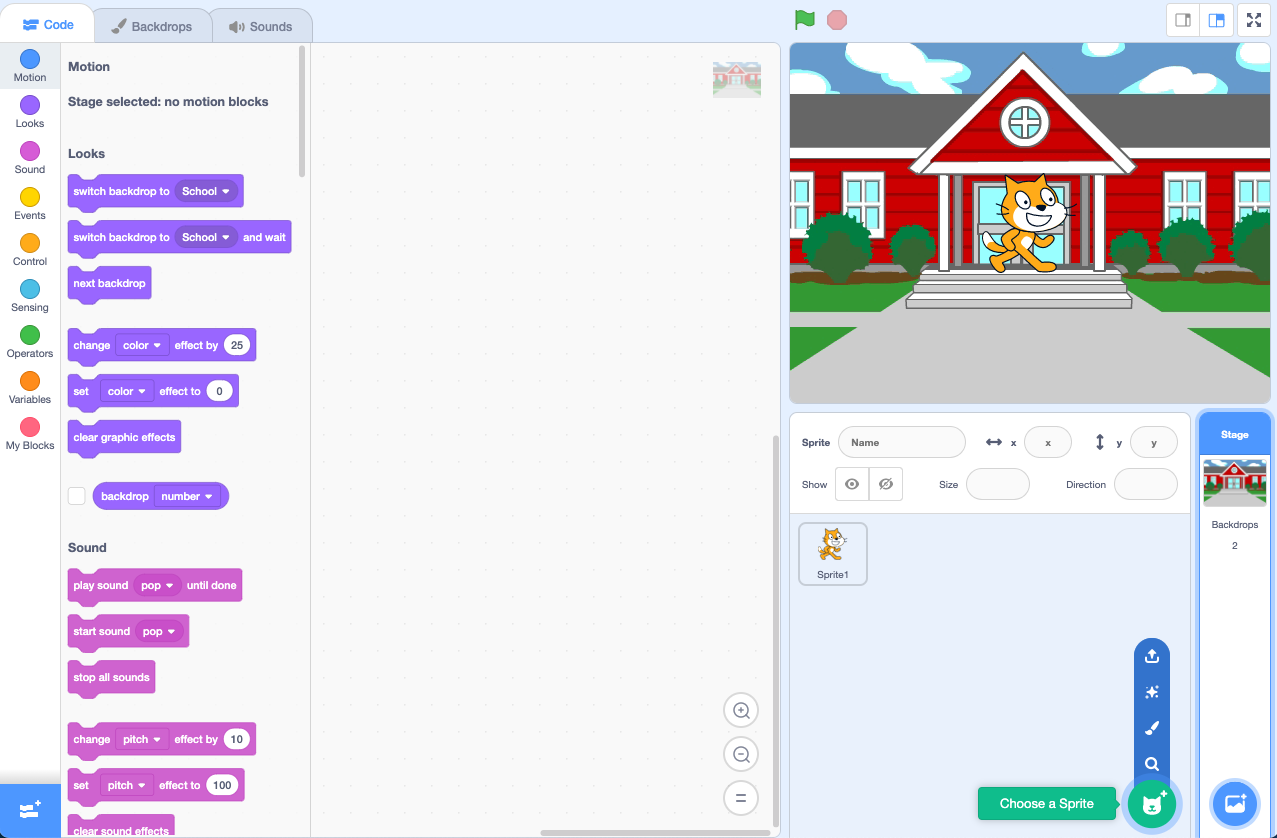 Code
Backdrops
Sounds
Motion
Looks
Sound
Events
Control
Sensing
Operators
Variables
My Blocks
Motion
Stage selected: no motion blocks
Looks
switch backdrop to School
switch backdrop to School and wait
next backdrop
change color effect by 25
set color effect to 0
clear graphic effects
backdrop number
Sound
play sound pop until done
start sound pop
stop all sounds
change pitch effect by 10
set pitch effect to 100
clear sound effects
Sprite Name x x y y
Show Size Direction
Sprite1
Choose a Sprite
Stage
Backdrops
2